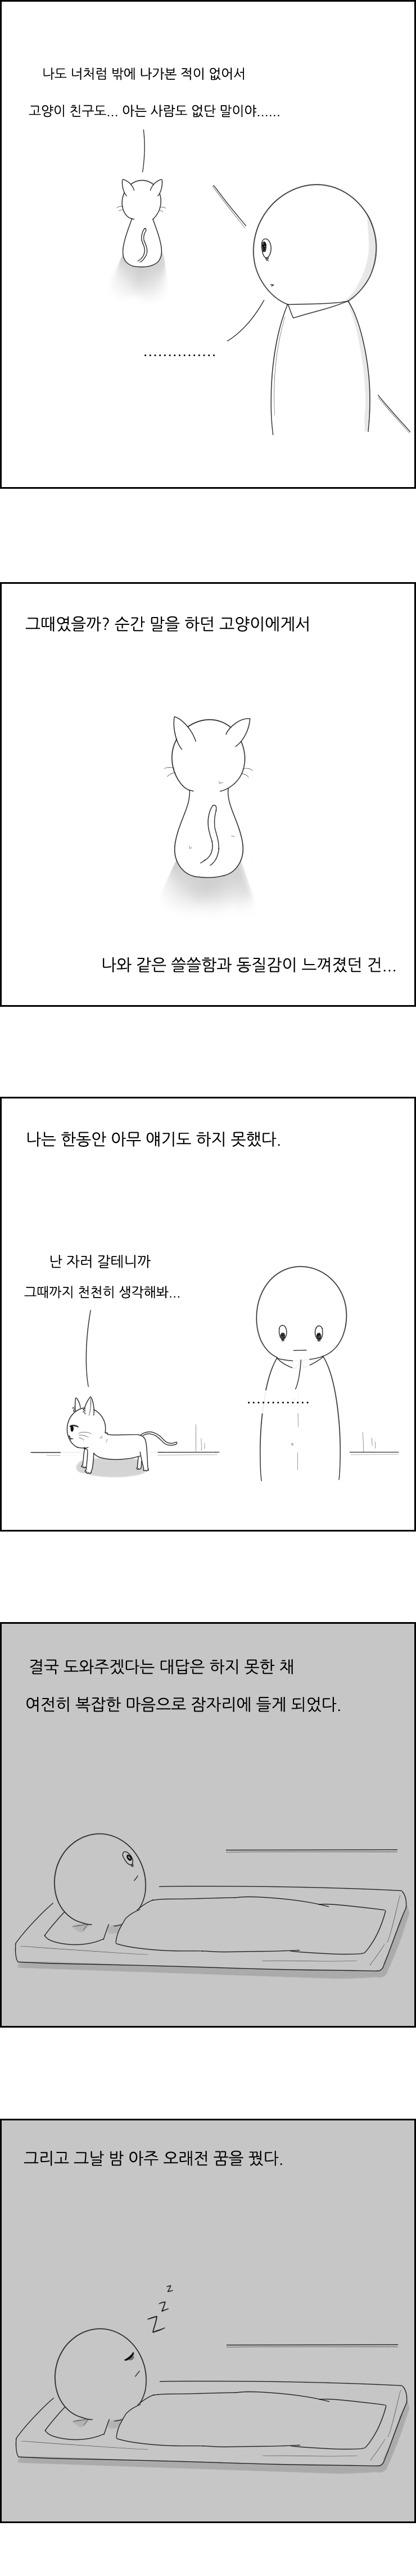 나도 너처럼 밖에 나가본 적이 없어서
고양이 친구도... 아는 사람도 없단 말이야......
...............
그때였을까? 순간 말을 하던 고양이에게서
나와 같은 쓸쓸함과 동질감이 느껴졌던 건...
나는 한동안 아무 얘기도 하지 못했다.
난 자러 갈테니까
그때까지 천천히 생각해봐...
.............
결국 도와주겠다는 대답은 하지 못한 채
여전히 복잡한 마음으로 잠자리에 들게 되었다.
그리고 그날 밤 아주 오래전 꿈을 꿨다.
z
z
z